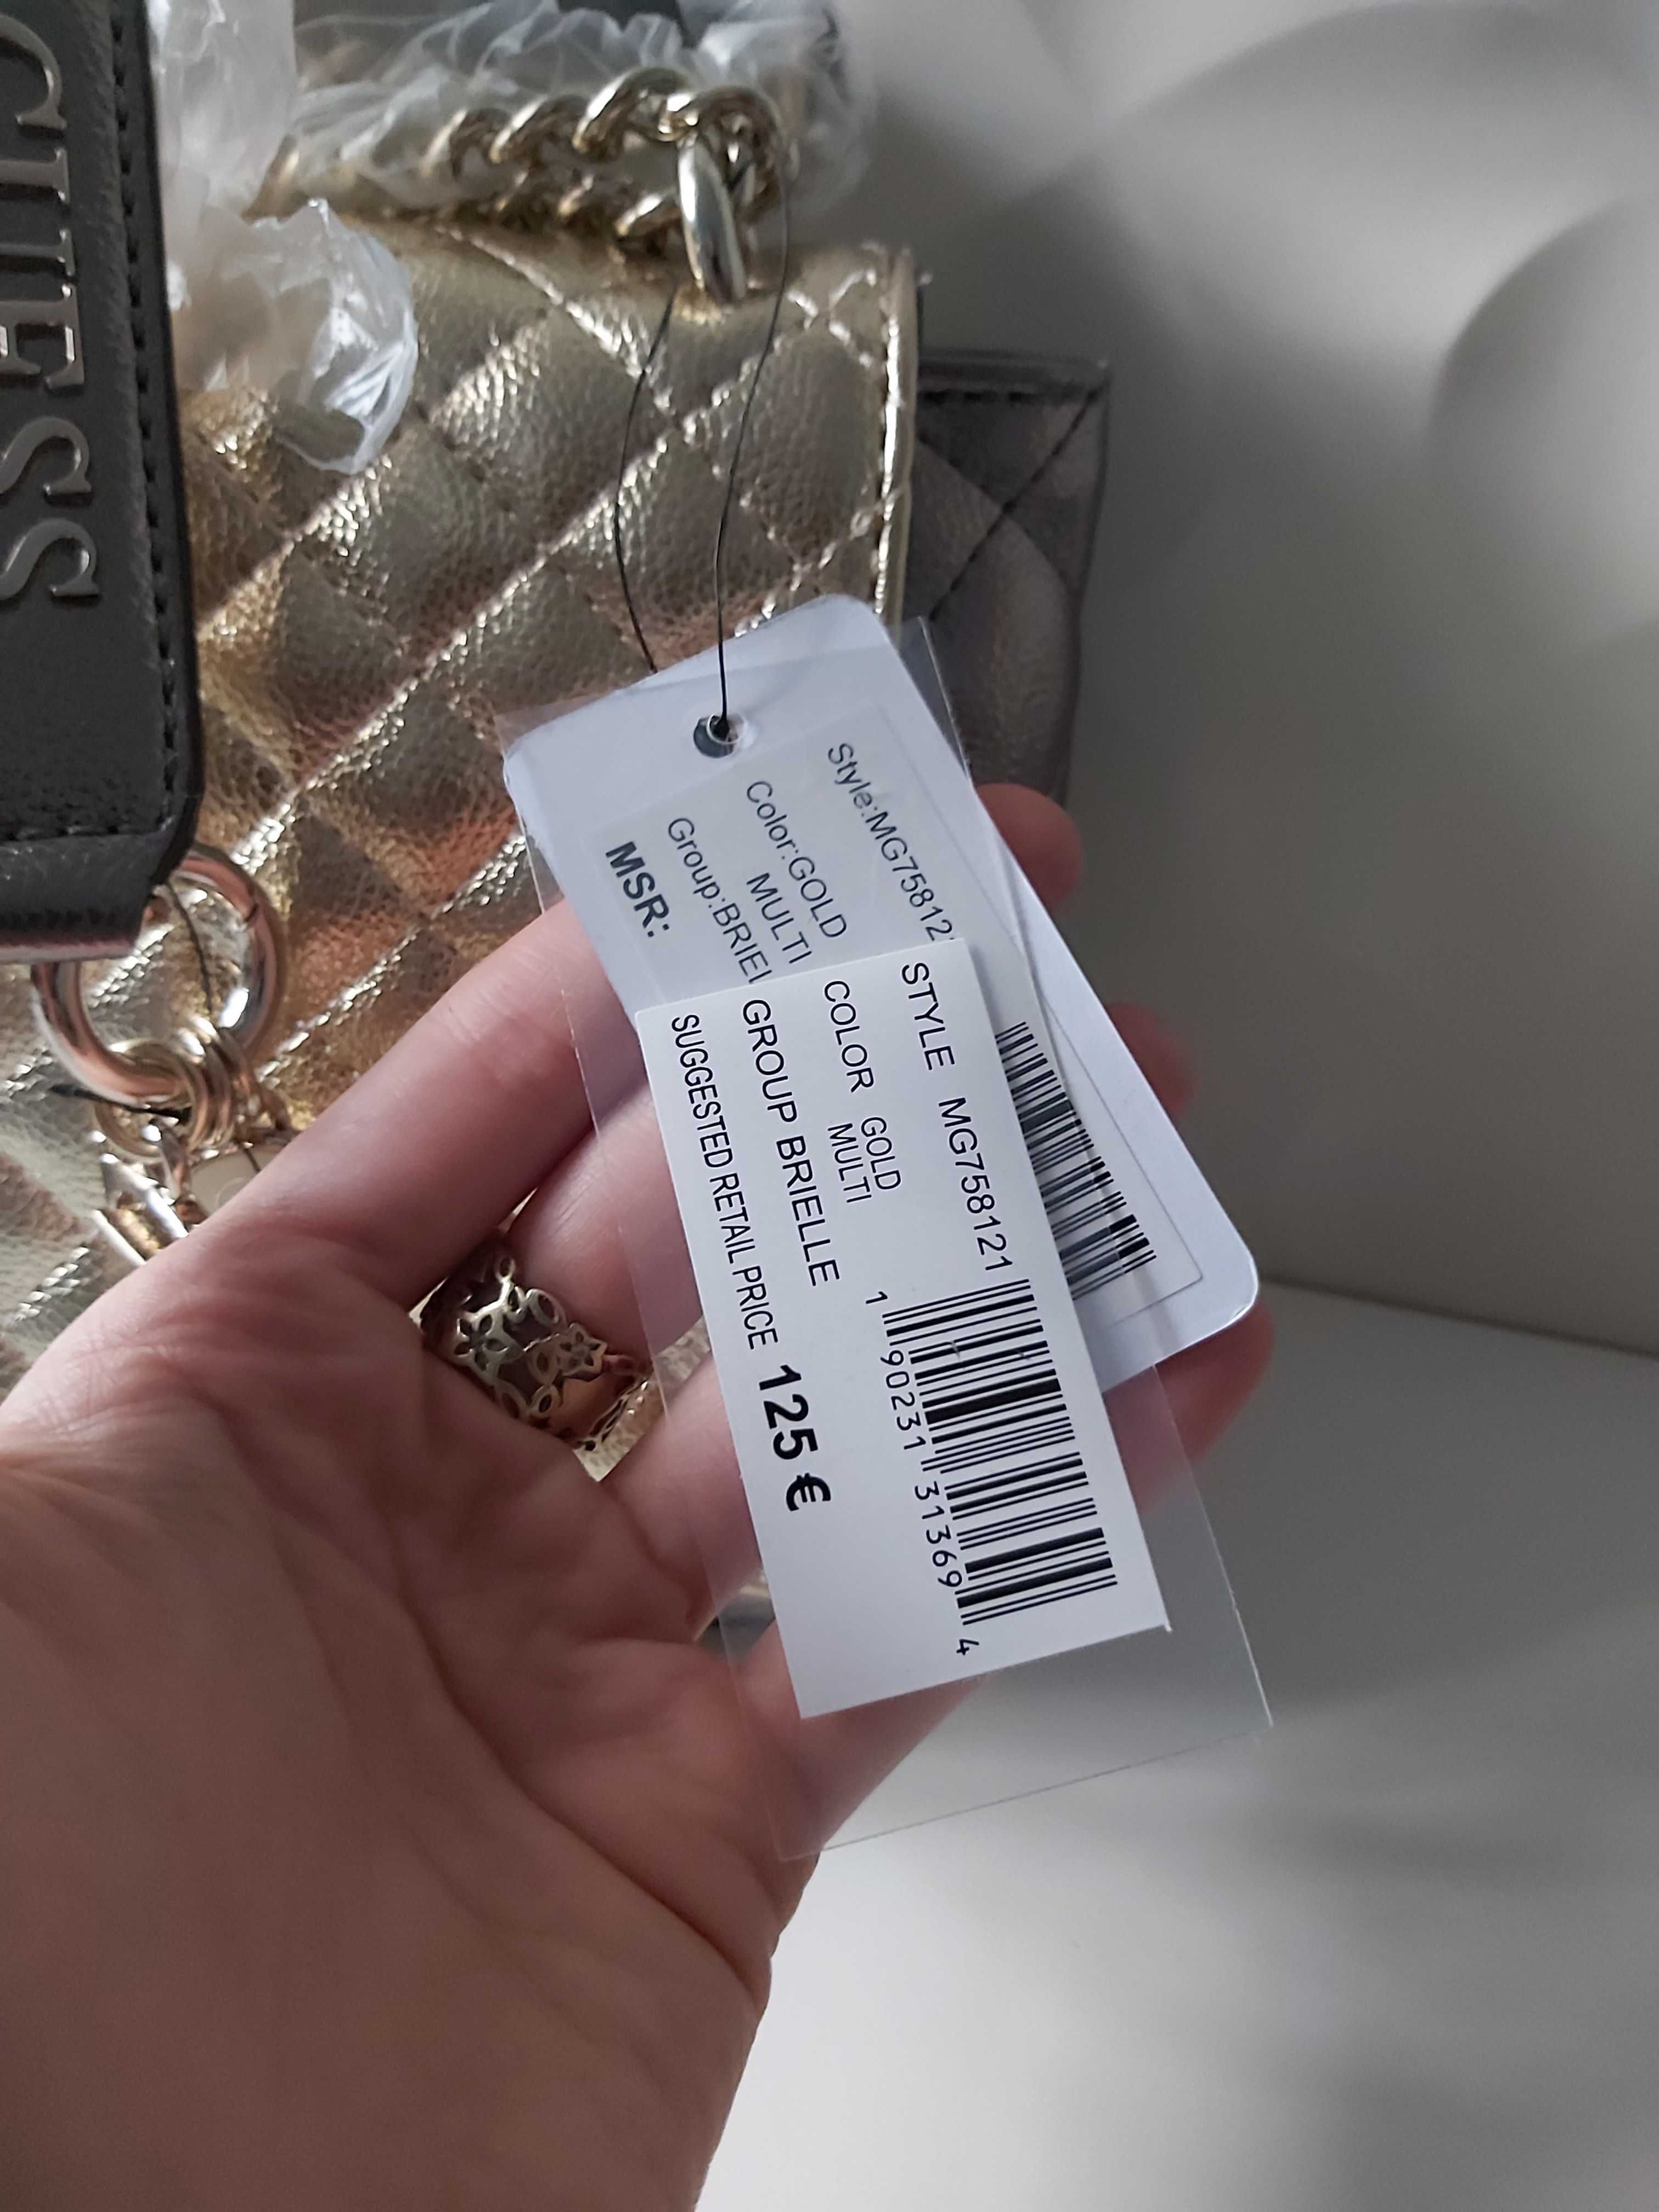 GUESS
Style:MG75812
Color:GOLD
MULTI
Group:BRIEL
MSR:
STYLE MG758121
COLOR GOLD
MULTI
GROUP BRIELLE
SUGGESTED RETAIL PRICE 125 €
1 90231 31369 4